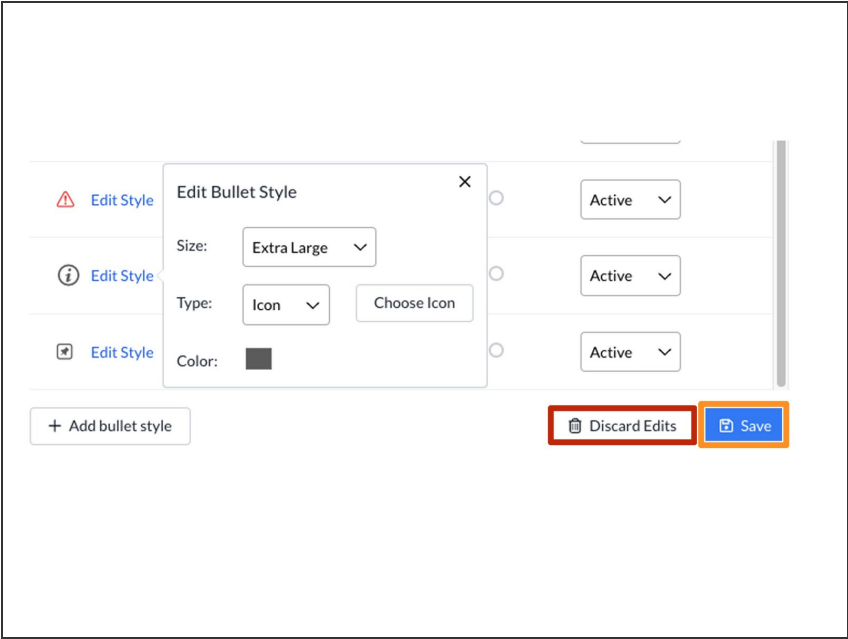 Edit Style
Edit Bullet Style
Active
Size:
Extra Large
Edit Style
Active
Type:
Icon
Choose Icon
Edit Style
Color:
Active
+ Add bullet style
Discard Edits
Save